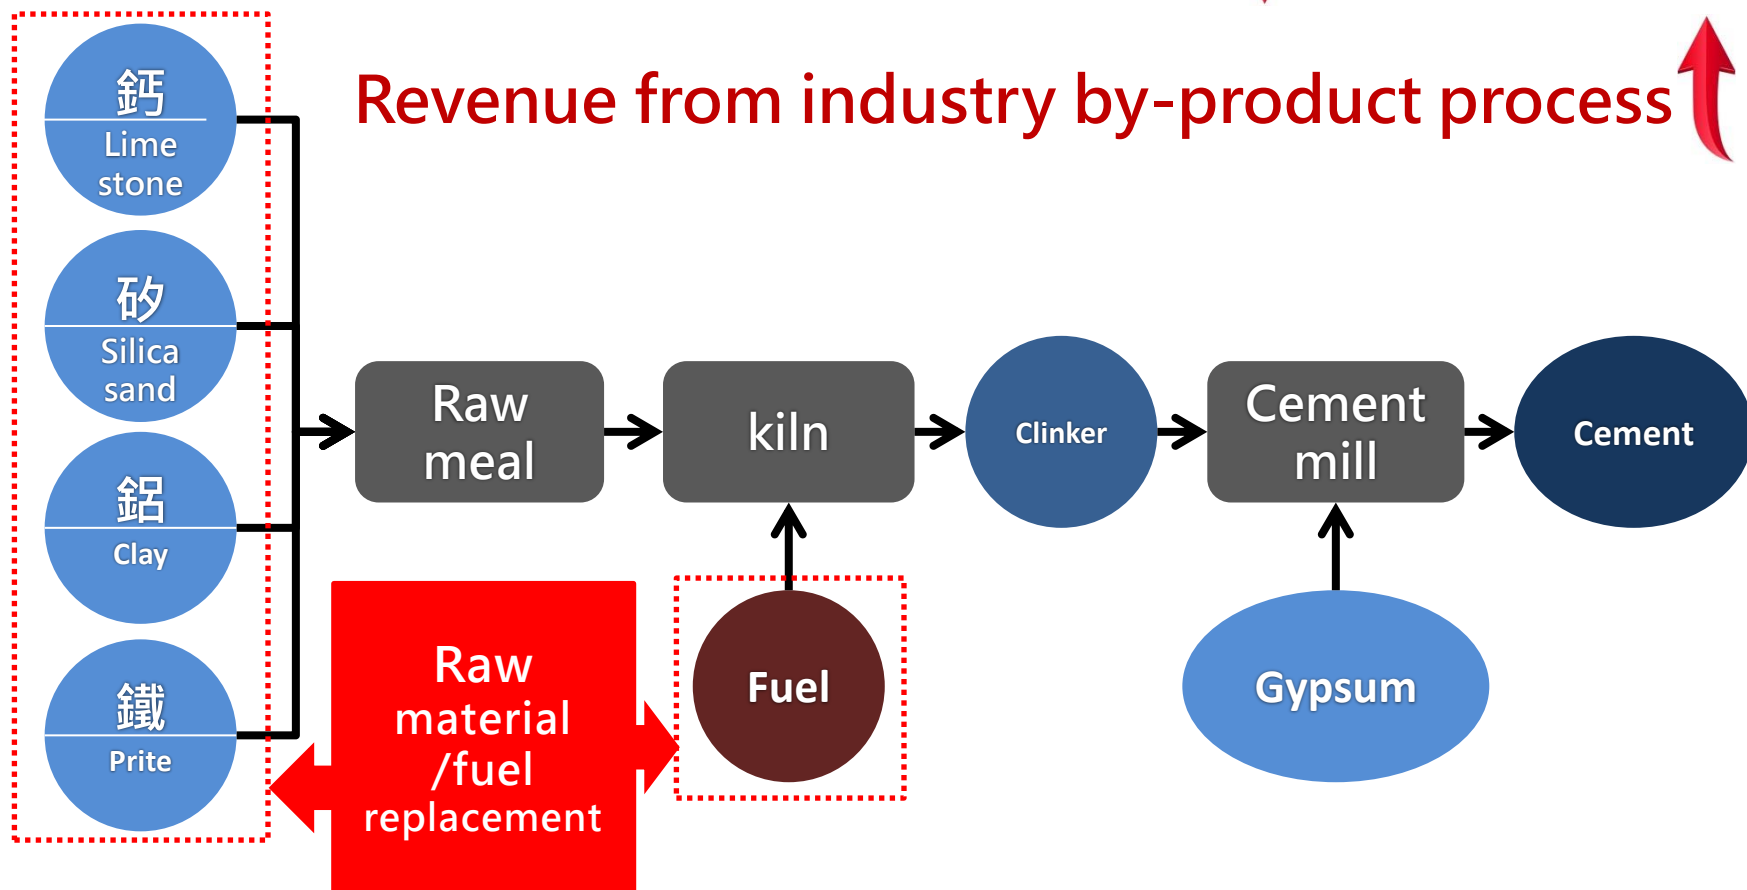 Revenue from industry by-product process
鈣
Lime
stone
矽
Silica
sand
鋁
Clay
鐵
Prite
Raw
meal
kiln
Clinker
Cement
mill
Cement
Raw
material
/fuel
replacement
Fuel
Gypsum